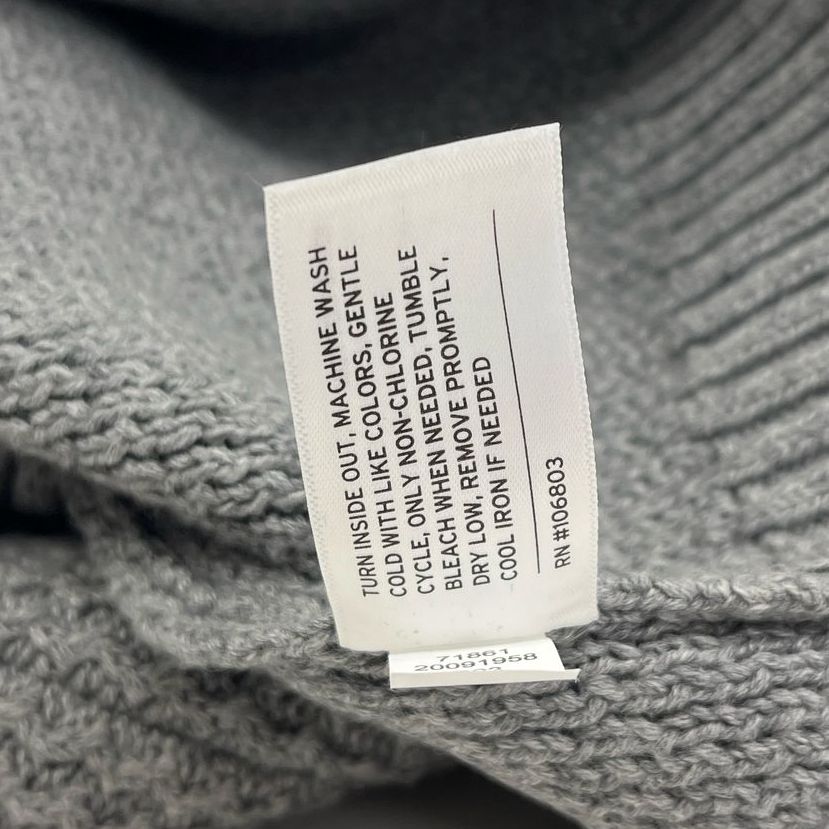 TURN INSIDE OUT, MACHINE WASH
COLD WITH LIKE COLORS, GENTLE
CYCLE, ONLY NON-CHLORINE
BLEACH WHEN NEEDED, TUMBLE
DRY LOW, REMOVE PROMPTLY,
COOL IRON IF NEEDED
RN #106803
71861
20091958